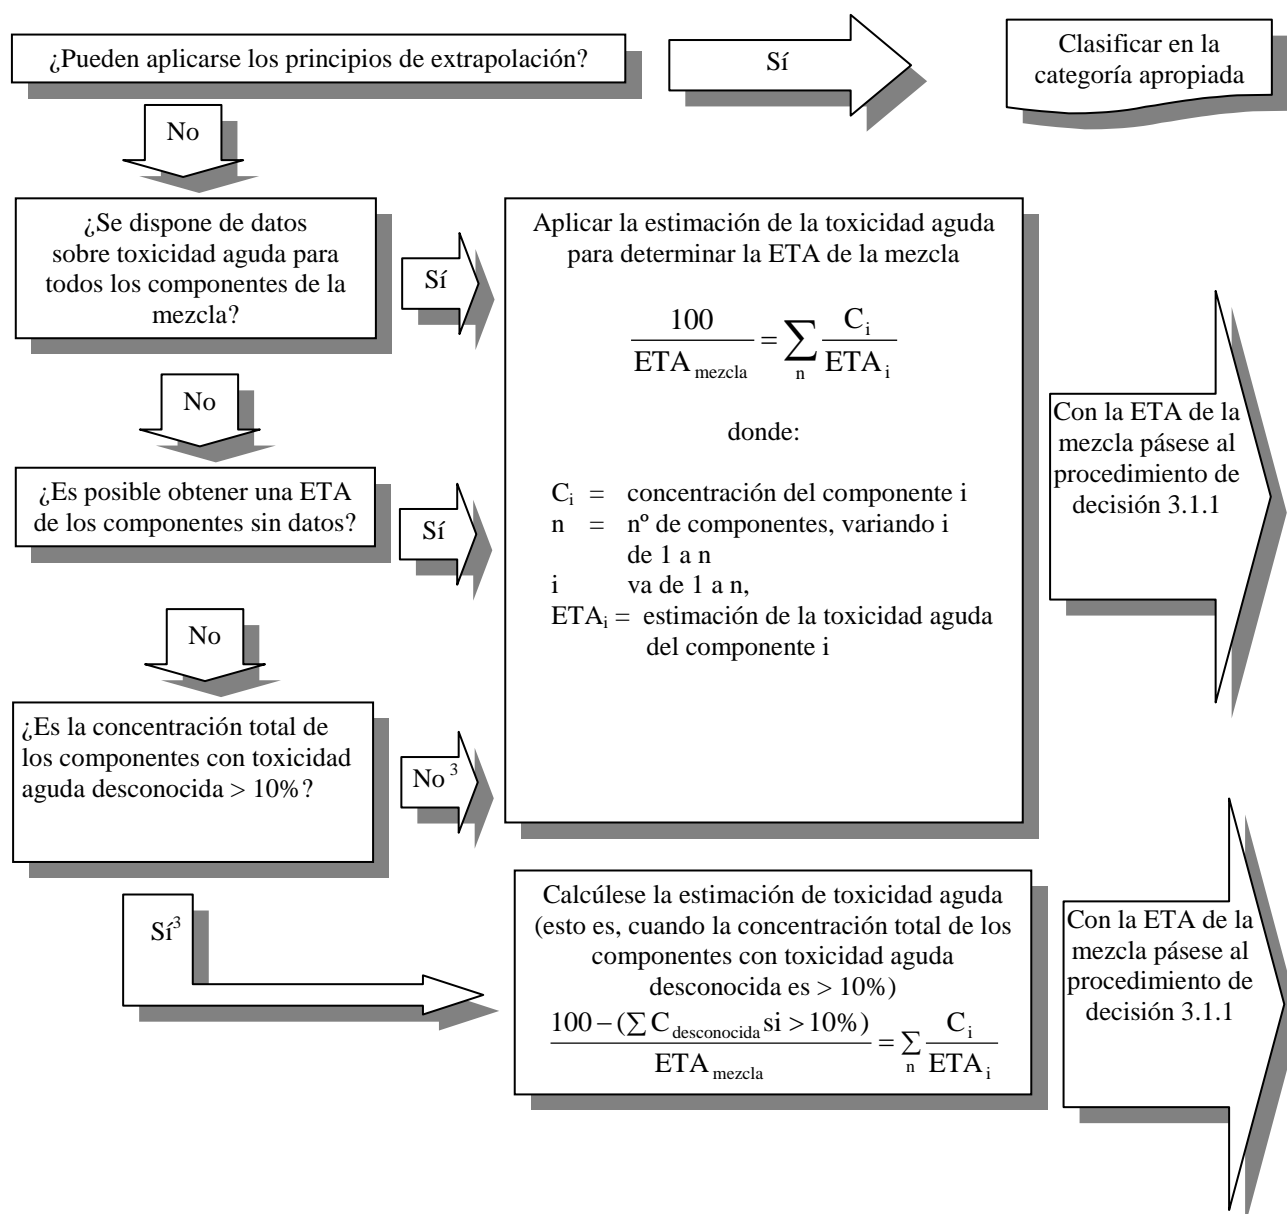 ¿Pueden aplicarse los principios de extrapolación?
Sí
Clasificar en la
categoría apropiada
No
¿Se dispone de datos
sobre toxicidad aguda para
todos los componentes de la
mezcla?
Sí
Aplicar la estimación de la toxicidad aguda
para determinar la ETA de la mezcla
100 / ETA mezcla = ∑ n C i / ETA i
donde:
C i = concentración del componente i
n = nº de componentes, variando i
de 1 a n
i va de 1 a n,
ETA i = estimación de la toxicidad aguda
del componente i
Con la ETA de la
mezcla pásese al
procedimiento de
decisión 3.1.1
No
¿Es posible obtener una ETA
de los componentes sin datos?
Sí
No
¿Es la concentración total de
los componentes con toxicidad
aguda desconocida > 10%?
No ³
Sí³
Calcúlese la estimación de toxicidad aguda
(esto es, cuando la concentración total de los
componentes con toxicidad aguda
desconocida es > 10%)
100 – (∑ C desconocida si > 10%) / ETA mezcla = ∑ n C i / ETA i
Con la ETA de la
mezcla pásese al
procedimiento de
decisión 3.1.1